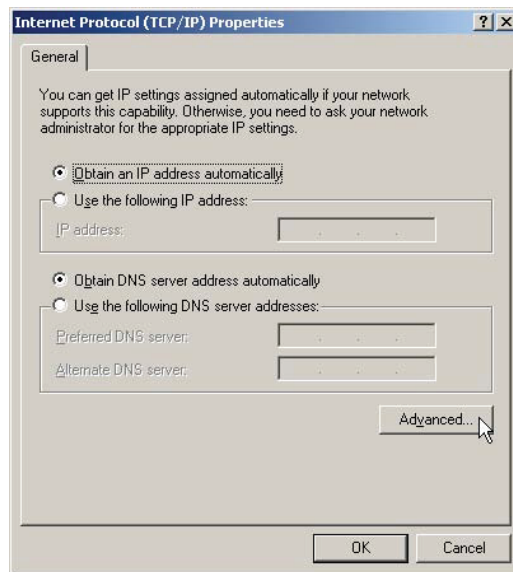 Internet Protocol (TCP/IP) Properties
General
You can get IP settings assigned automatically if your network
supports this capability. Otherwise, you need to ask your network
administrator for the appropriate IP settings.
Obtain an IP address automatically
Use the following IP address:
IP address:
Obtain DNS server address automatically
Use the following DNS server addresses:
Preferred DNS server:
Alternate DNS server:
Advanced...
OK
Cancel